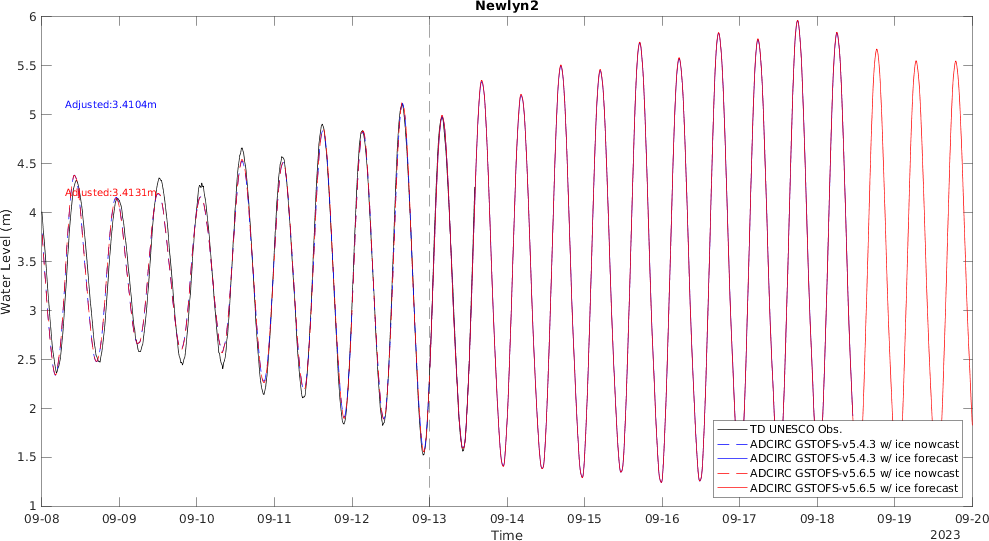 Newlyn2
6
5.5
5
4.5
4
3.5
3
2.5
2
1.5
1
Water Level (m)
Adjusted:3.4104m
Adjusted:3.4131m
TD UNESCO Obs.
ADCIRC GSTOFS-v5.4.3 w/ ice nowcast
ADCIRC GSTOFS-v5.4.3 w/ ice forecast
ADCIRC GSTOFS-v5.6.5 w/ ice nowcast
ADCIRC GSTOFS-v5.6.5 w/ ice forecast
09-08 09-09 09-10 09-11 09-12 09-13 09-14 09-15 09-16 09-17 09-18 09-19 09-20
Time
2023